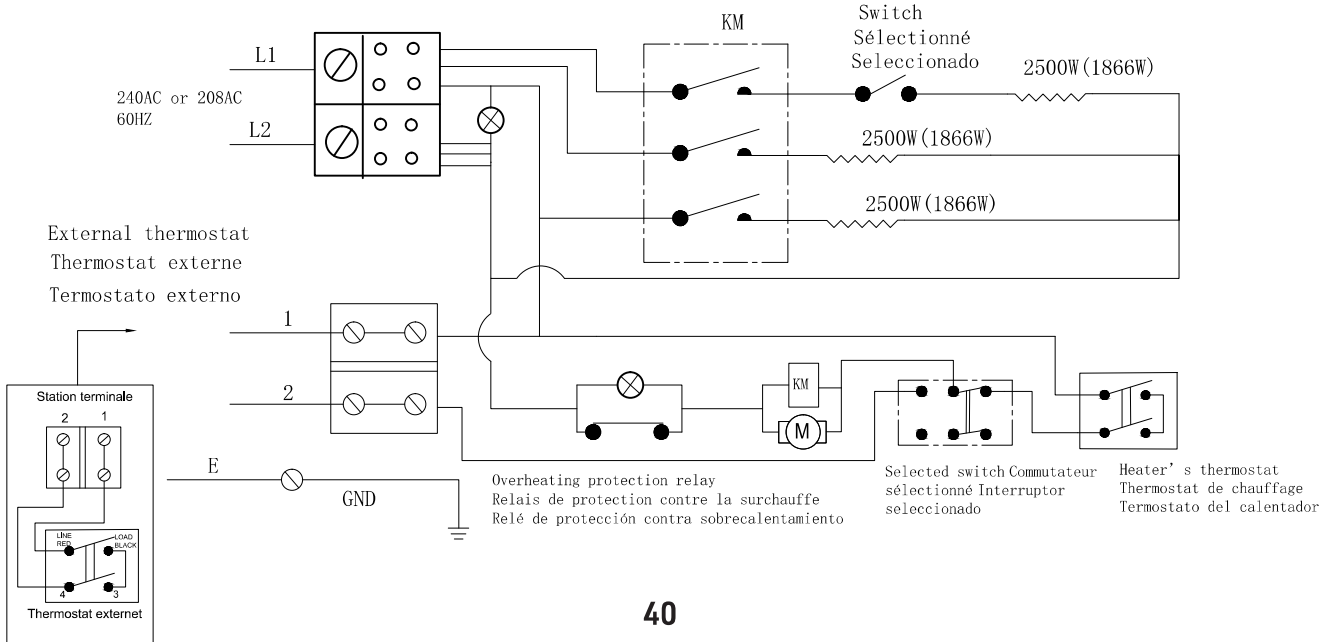 KM
Switch
Sélectionné
Seleccionado
2500W(1866W)
L1
240AC or 208AC
60HZ
L2
2500W(1866W)
2500W(1866W)
External thermostat
Thermostat externe
Termostato externo
1
2
Station terminale
2 1
LINE
RED
LOAD
BLACK
4 3
Thermostat externet
E
GND
KM
M
Overheating protection relay
Relais de protection contre la surchauffe
Relé de protección contra sobrecalentamiento
Selected switch Commutateur
sélectionné Interruptor
seleccionado
Heater's thermostat
Thermostat de chauffage
Termostato del calentador
40